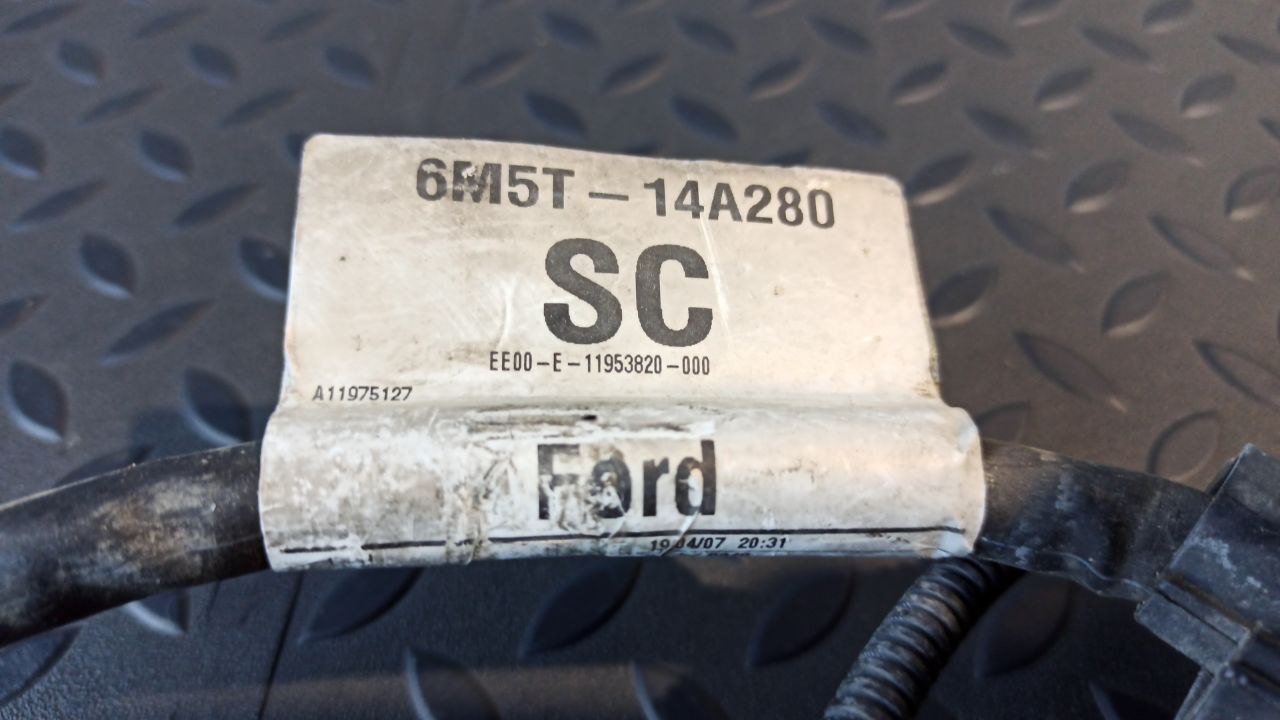 6M5T-14A280
SC
EE00-E-11953820-000
A11975127
Ford
19/04/07 20:31